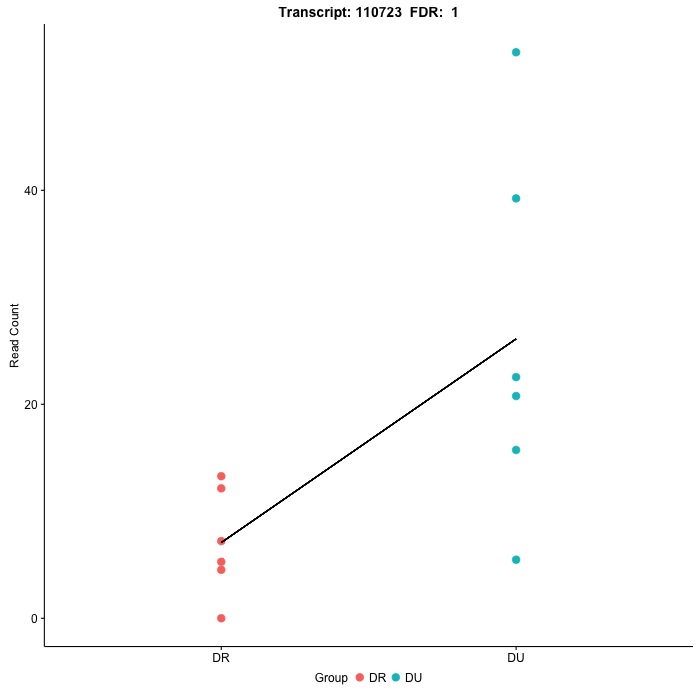 Transcript: 110723  FDR:  1
Read Count
40
20
0
DR DU
Group DR DU